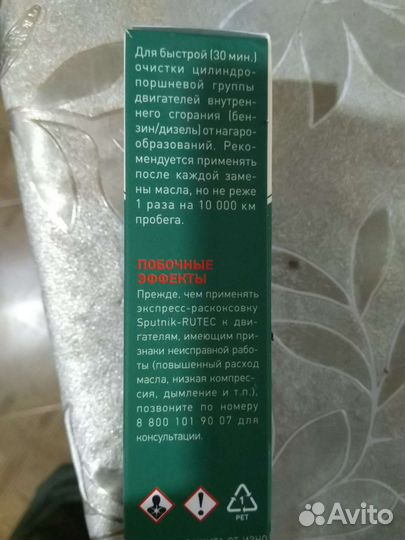 Для быстрой (30 мин.)
очистки цилиндро-
поршневой группы
двигателей внутрен-
него сгорания (бен-
зин/дизель) от нагаро-
образований. Реко-
мендуется применять
после каждой заме-
ны масла, но не реже
1 раза на 10 000 км
пробега.
ПОБОЧНЫЕ
ЭФФЕКТЫ
Прежде, чем применять
экспресс-раскоксовку
Sputnik-RUTEC к дви-
гателям, имеющим при-
знаки неисправной рабо-
ты (повышенный расход
масла, низкая компрес-
сия, дымление и т.п.),
позвоните по номеру
8 800 101 90 07 для
консультации.
1
PET
Avito